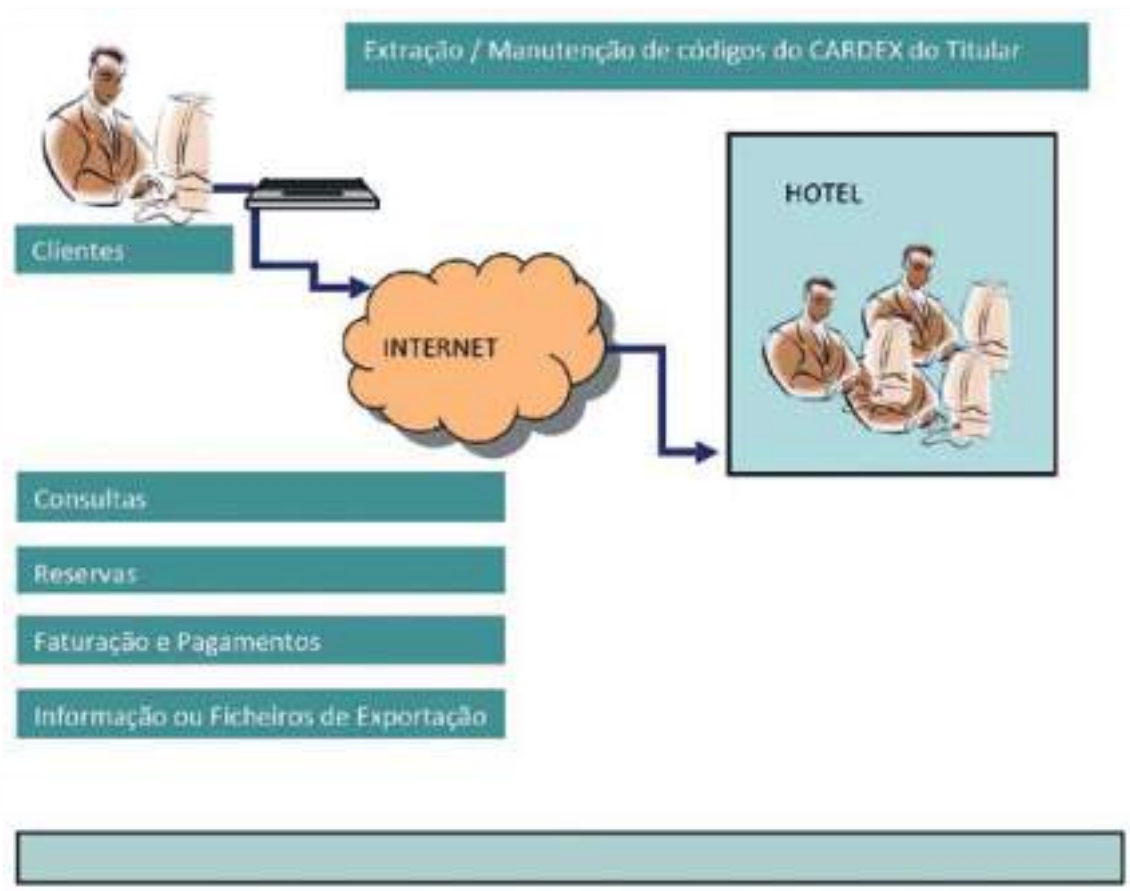 Extração / Manutenção de códigos do CARDEX do Titular
HOTEL
Clientes
INTERNET
Consultas
Reservas
Faturação e Pagamentos
Informação ou Ficheiros de Exportação